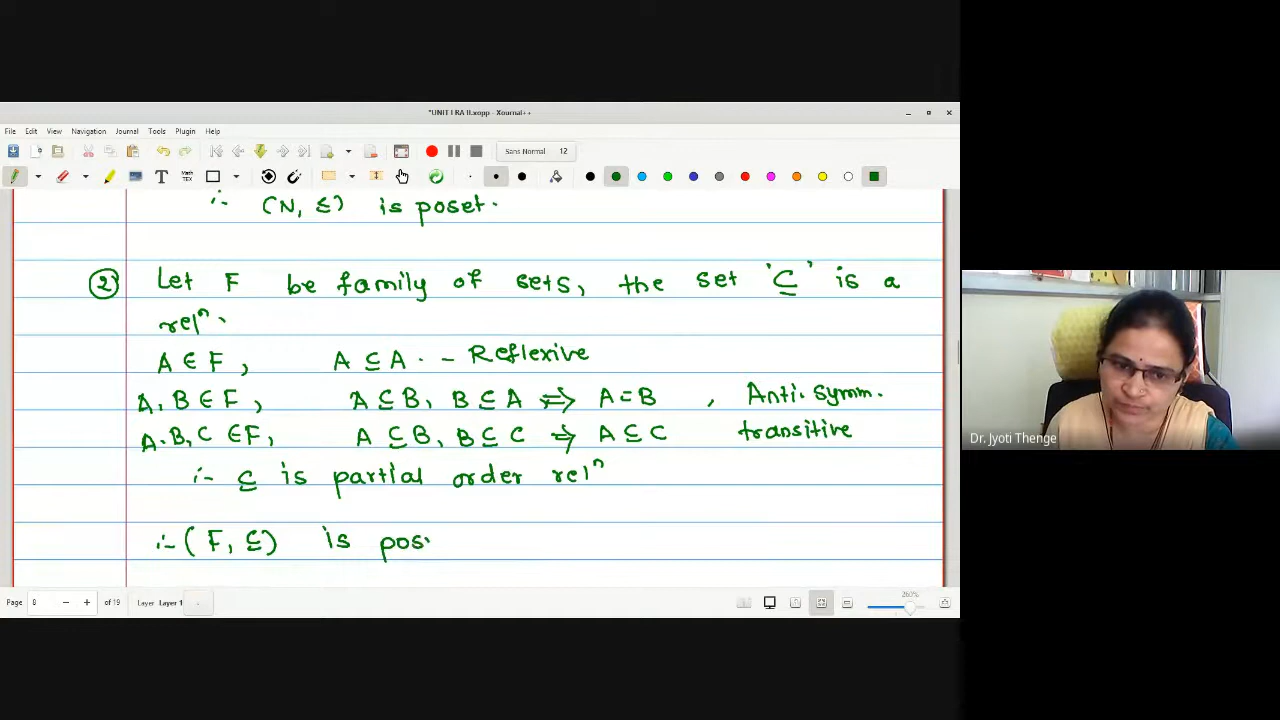 *UNIT I RA II.xopp - Xournal++
File Edit View Navigation Journal Tools Plugin Help
Sans Normal 12
∴ (N, ≤) is poset.
② Let F be family of sets, the set '⊆' is a
relⁿ.
A ∈ F, A ⊆ A. - Reflexive
A, B ∈ F, A ⊆ B, B ⊆ A ⇔ A = B , Anti-symm.
A, B, C ∈ F, A ⊆ B, B ⊆ C ⇒ A ⊆ C transitive
∴ ⊆ is partial order relⁿ
∴ (F, ⊆) is pos
Page 8 of 19 Layer Layer 1 260%
Dr. Jyoti Thenge